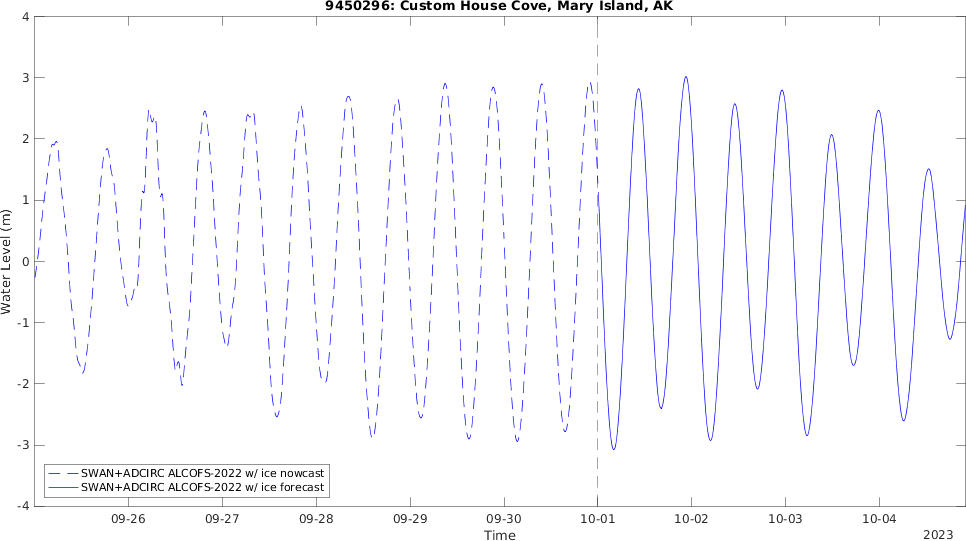 9450296: Custom House Cove, Mary Island, AK
4
3
2
1
0
-1
-2
-3
-4
Water Level (m)
SWAN+ADCIRC ALCOFS-2022 w/ ice nowcast
SWAN+ADCIRC ALCOFS-2022 w/ ice forecast
09-26 09-27 09-28 09-29 09-30 10-01 10-02 10-03 10-04
Time
2023